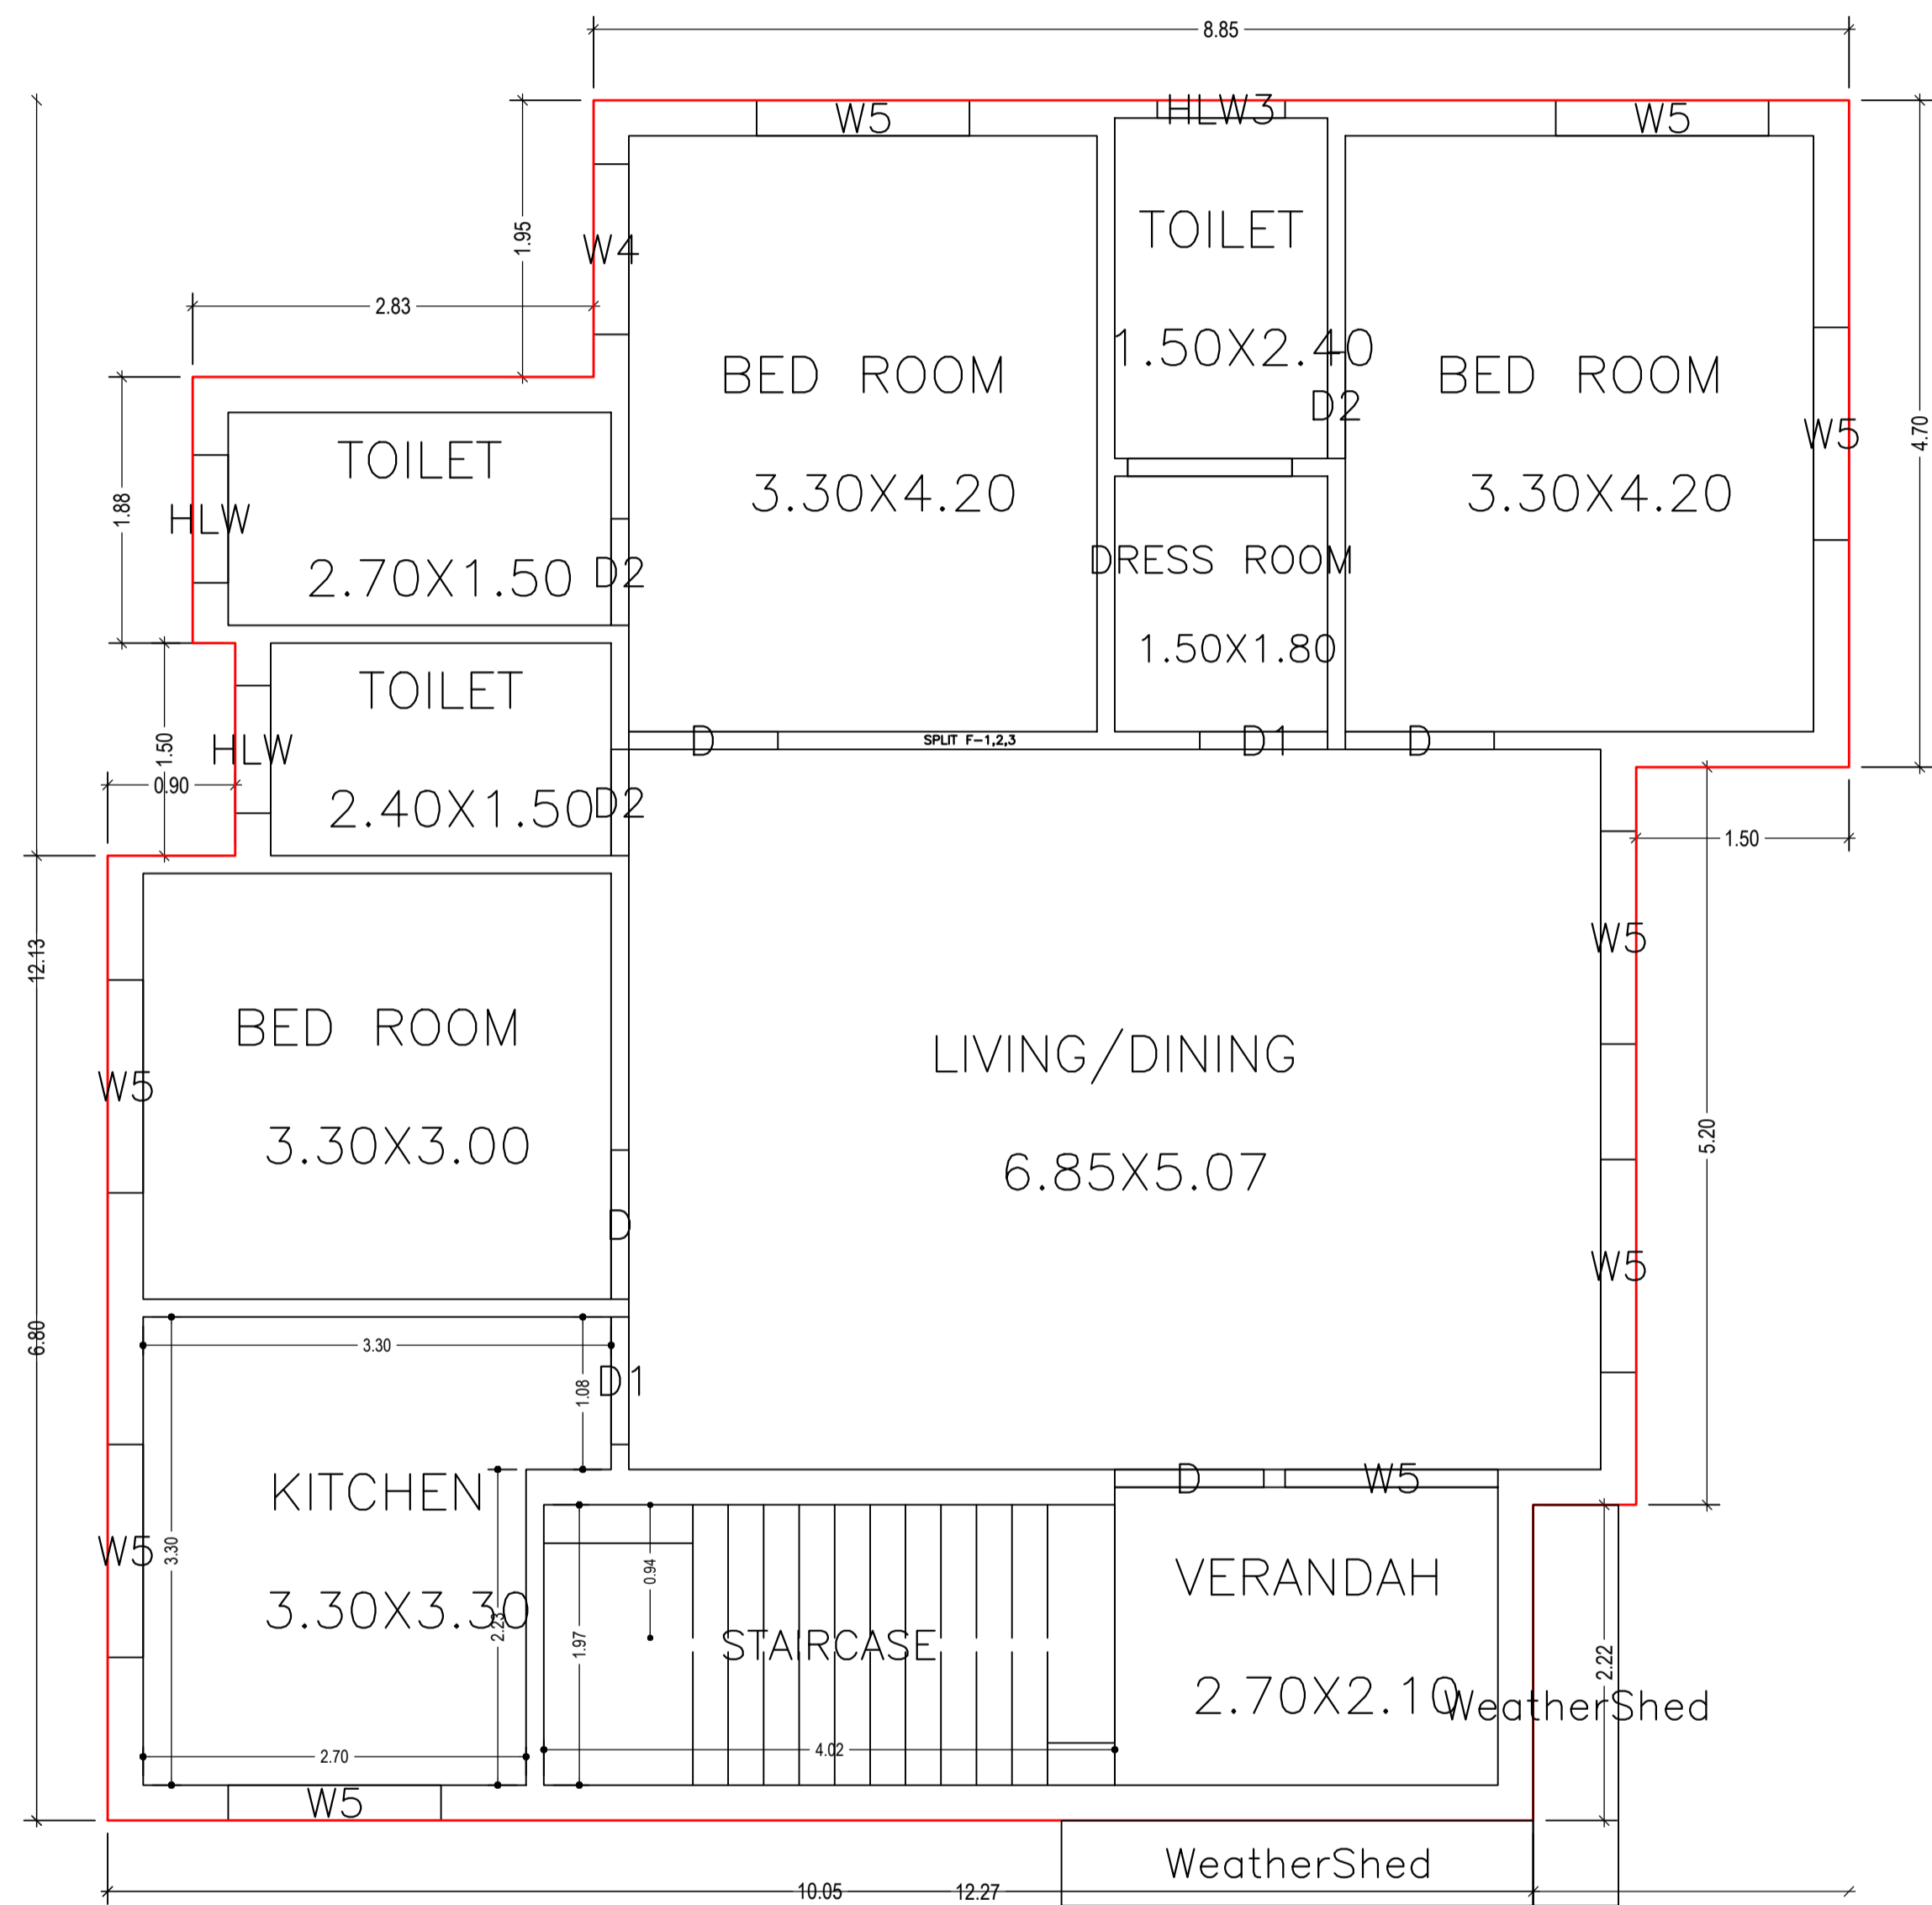 8.85
W5
HLW3
W5
1.95
W4
TOILET
1.50X2.40
2.83
BED ROOM
3.30X4.20
D2
BED ROOM
3.30X4.20
W5
4.70
TOILET
2.70X1.50
HLW
1.88
D2
DRESS ROOM
1.50X1.80
TOILET
2.40X1.50
HLW
1.50
0.90
D2
D
SPLIT F-1,2,3
D1
D
1.50
12.13
W5
BED ROOM
3.30X3.00
W5
D
LIVING/DINING
6.85X5.07
5.20
W5
6.80
3.30
1.08
D1
KITCHEN
3.30X3.30
W5
3.30
2.23
D
W5
0.94
1.97
STAIRCASE
VERANDAH
2.70X2.10
2.22
WeatherShed
2.70
4.02
W5
WeatherShed
10.05
12.27